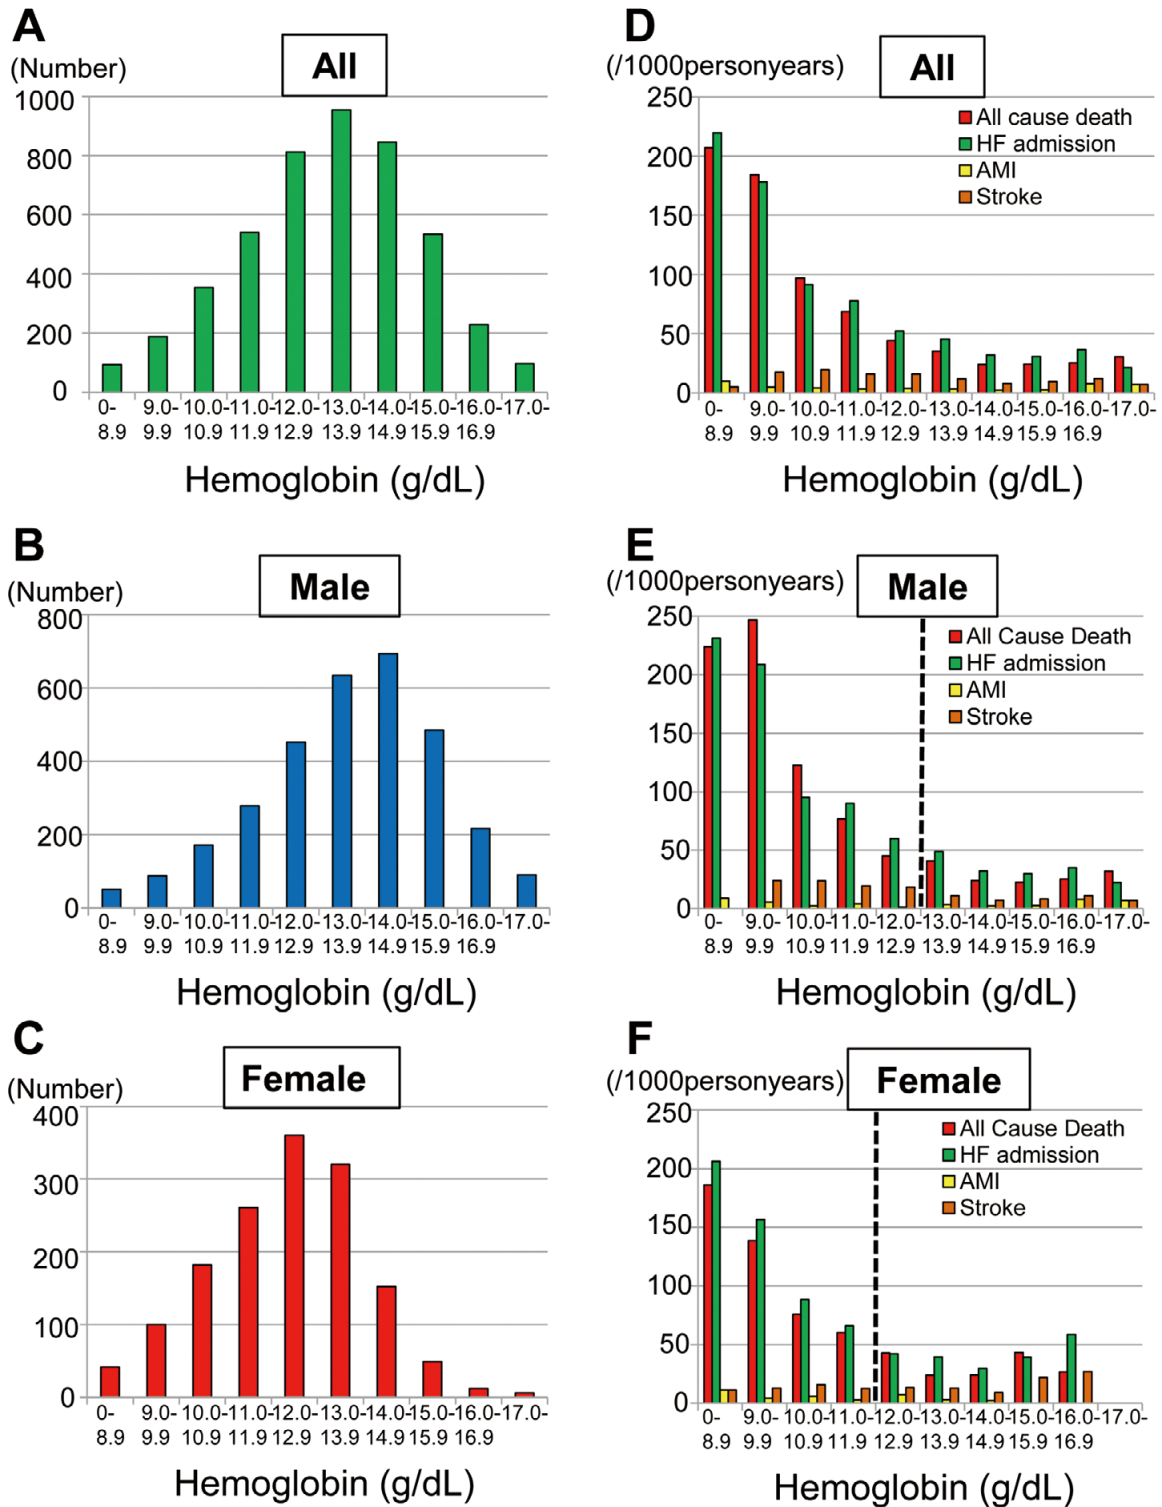 A
(Number)
All
1000
800
600
400
200
0
0- 9.0- 10.0- 11.0- 12.0- 13.0- 14.0- 15.0- 16.0- 17.0-
8.9 9.9 10.9 11.9 12.9 13.9 14.9 15.9 16.9
Hemoglobin (g/dL)
D
(/1000personyears)
All
250
200
150
100
50
0
All cause death
HF admission
AMI
Stroke
0- 9.0- 10.0- 11.0- 12.0- 13.0- 14.0- 15.0- 16.0- 17.0-
8.9 9.9 10.9 11.9 12.9 13.9 14.9 15.9 16.9
Hemoglobin (g/dL)
B
(Number)
Male
800
600
400
200
0
0- 9.0- 10.0- 11.0- 12.0- 13.0- 14.0- 15.0- 16.0- 17.0-
8.9 9.9 10.9 11.9 12.9 13.9 14.9 15.9 16.9
Hemoglobin (g/dL)
E
(/1000personyears)
Male
250
200
150
100
50
0
All Cause Death
HF admission
AMI
Stroke
0- 9.0- 10.0- 11.0- 12.0- 13.0- 14.0- 15.0- 16.0- 17.0-
8.9 9.9 10.9 11.9 12.9 13.9 14.9 15.9 16.9
Hemoglobin (g/dL)
C
(Number)
Female
400
300
200
100
0
0- 9.0- 10.0- 11.0- 12.0- 13.0- 14.0- 15.0- 16.0- 17.0-
8.9 9.9 10.9 11.9 12.9 13.9 14.9 15.9 16.9
Hemoglobin (g/dL)
F
(/1000personyears)
Female
250
200
150
100
50
0
All Cause Death
HF admission
AMI
Stroke
0- 9.0- 10.0- 11.0- 12.0- 13.0- 14.0- 15.0- 16.0- 17.0-
8.9 9.9 10.9 11.9 12.9 13.9 14.9 15.9 16.9
Hemoglobin (g/dL)